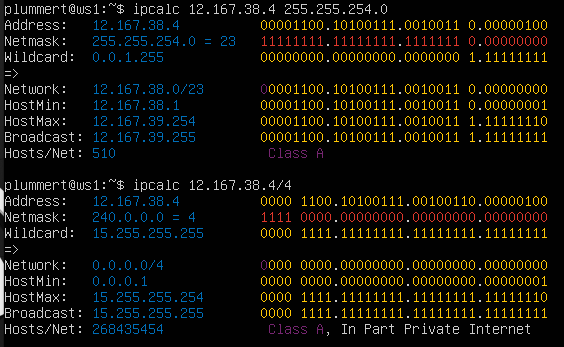 plummert@ws1:~$ ipcalc 12.167.38.4 255.255.254.0
Address:   12.167.38.4          00001100.10100111.0010011 0.00000100
Netmask:   255.255.254.0 = 23   11111111.11111111.1111111 0.00000000
Wildcard:  0.0.1.255            00000000.00000000.0000000 1.11111111
=>
Network:   12.167.38.0/23       00001100.10100111.0010011 0.00000000
HostMin:   12.167.38.1          00001100.10100111.0010011 0.00000001
HostMax:   12.167.39.254        00001100.10100111.0010011 1.11111110
Broadcast: 12.167.39.255        00001100.10100111.0010011 1.11111111
Hosts/Net: 510                   Class A
plummert@ws1:~$ ipcalc 12.167.38.4/4
Address:   12.167.38.4          0000 1100.10100111.00100110.00000100
Netmask:   240.0.0.0 = 4        1111 0000.00000000.00000000.00000000
Wildcard:  15.255.255.255       0000 1111.11111111.11111111.11111111
=>
Network:   0.0.0.0/4            0000 0000.00000000.00000000.00000000
HostMin:   0.0.0.1              0000 0000.00000000.00000000.00000001
HostMax:   15.255.255.254       0000 1111.11111111.11111111.11111110
Broadcast: 15.255.255.255       0000 1111.11111111.11111111.11111111
Hosts/Net: 268435454             Class A, In Part Private Internet